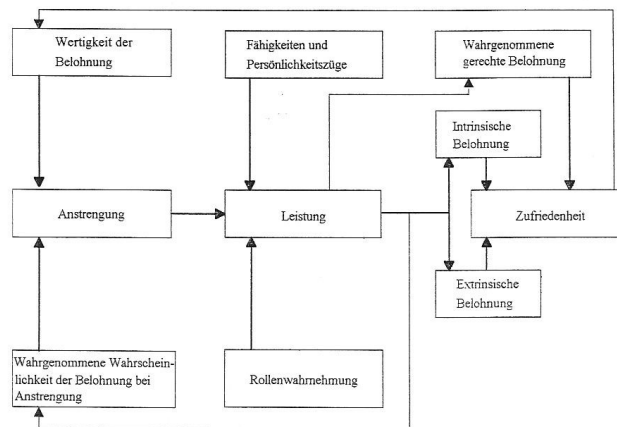 Wertigkeit der
Belohnung
Fähigkeiten und
Persönlichkeitszüge
Wahrgenommene
gerechte Belohnung
Intrinsische
Belohnung
Anstrengung
Leistung
Zufriedenheit
Extrinsische
Belohnung
Wahrgenommene Wahrschein-
lichkeit der Belohnung bei
Anstrengung
Rollenwahrnehmung